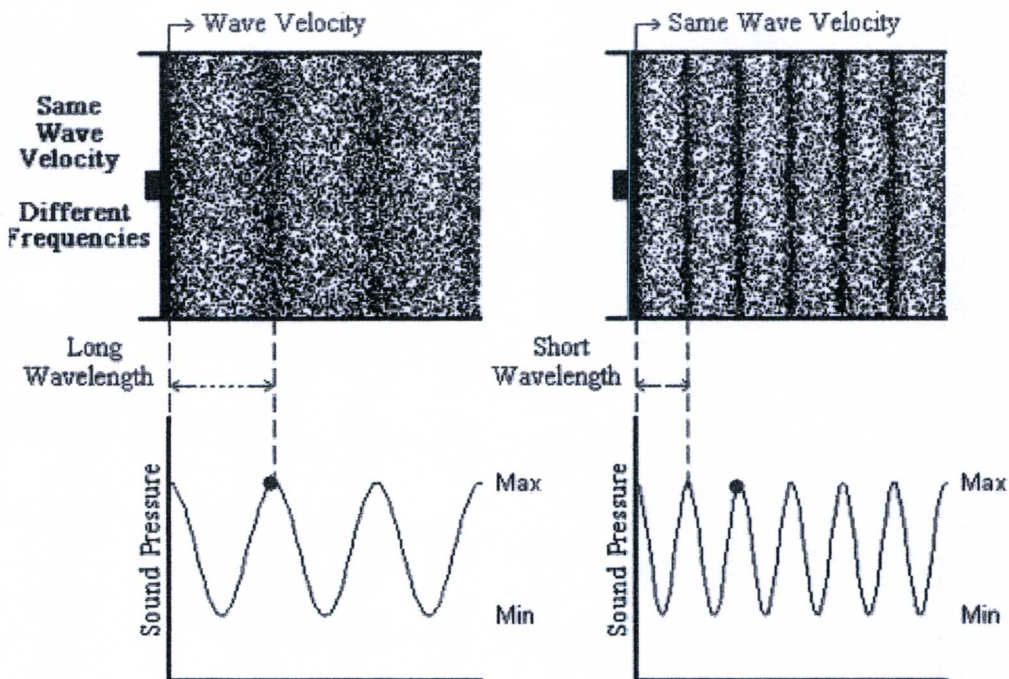 Wave Velocity
Same Wave Velocity
Same
Wave
Velocity
Different
Frequencies
Long
Wavelength
Short
Wavelength
Sound Pressure
Max
Min
Sound Pressure
Max
Min